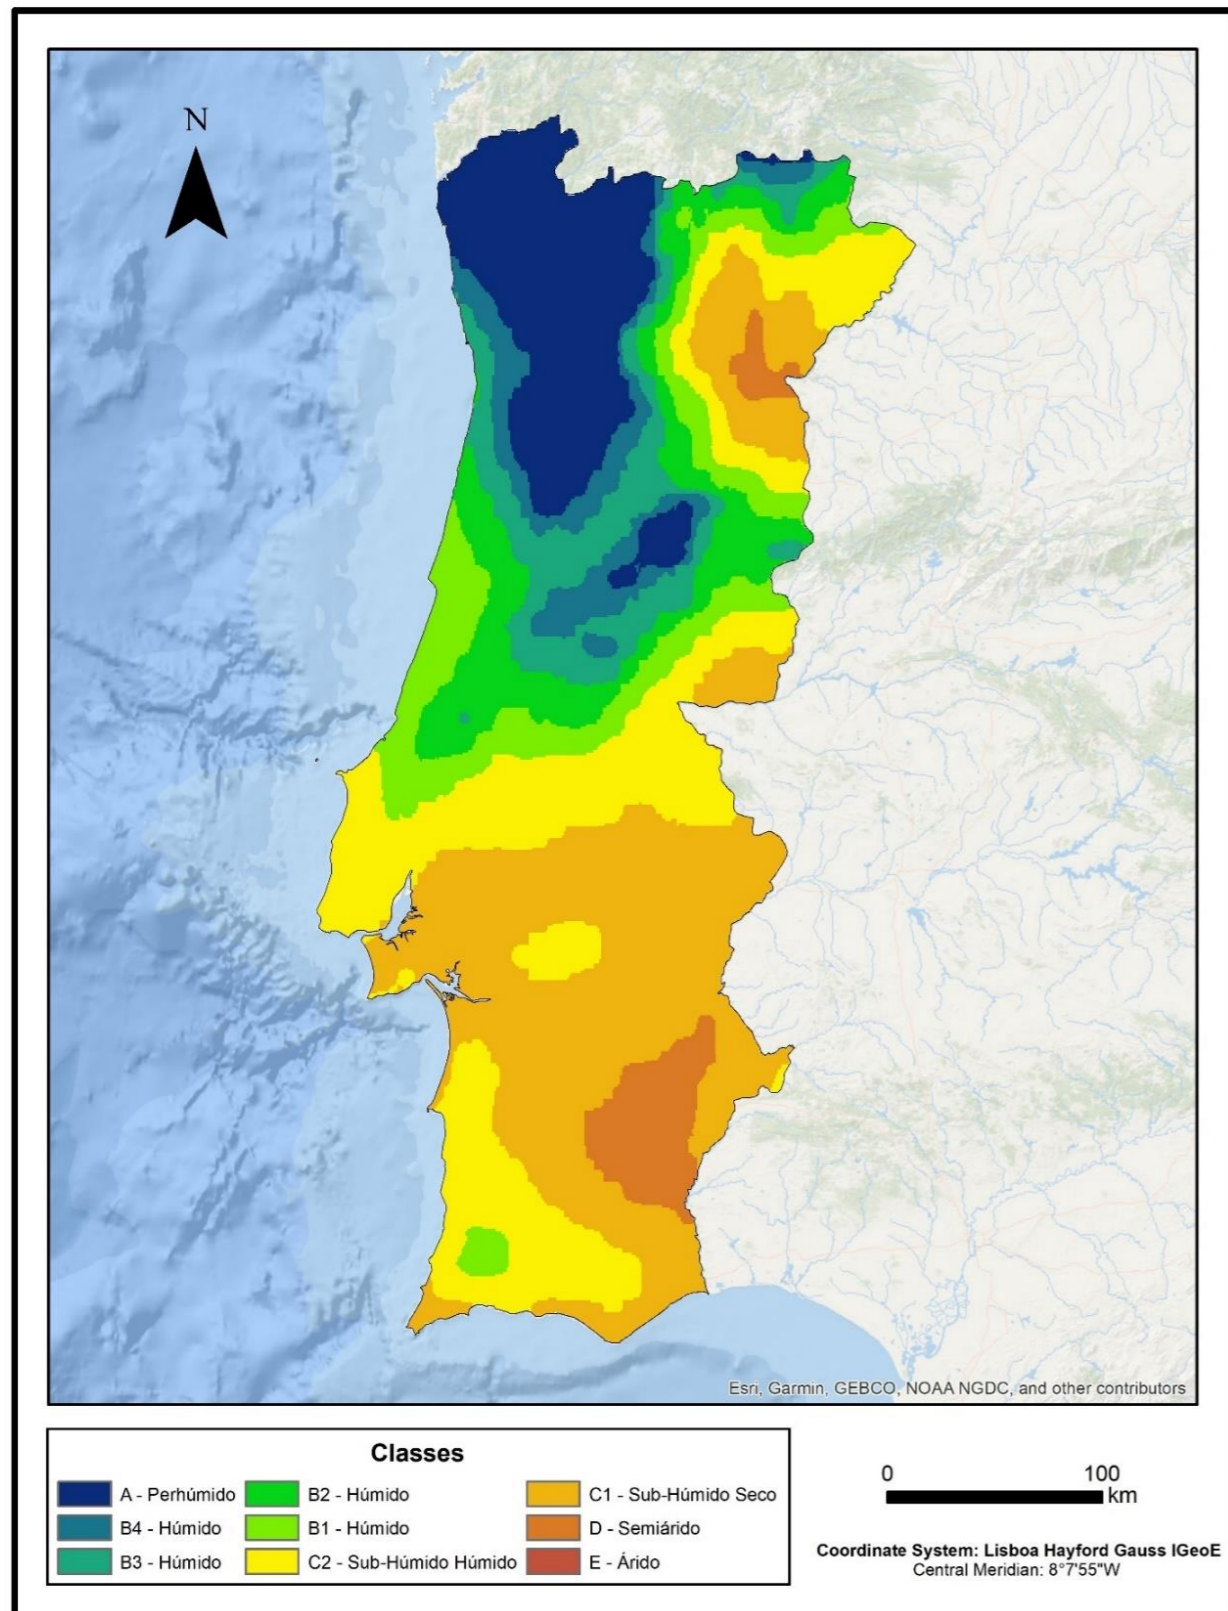 N
Esri, Garmin, GEBCO, NOAA NGDC, and other contributors
Classes
A - Perhúmido
B4 - Húmido
B3 - Húmido
B2 - Húmido
B1 - Húmido
C2 - Sub-Húmido Húmido
C1 - Sub-Húmido Seco
D - Semiárido
E - Árido
0 100
km
Coordinate System: Lisboa Hayford Gauss IGeoE
Central Meridian: 8°7'55"W